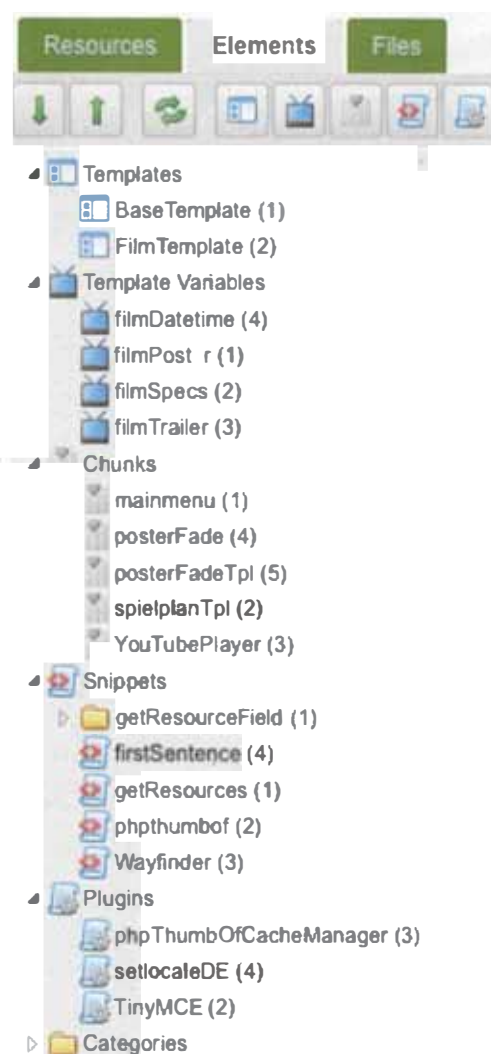 Resources Elements Files
Templates
BaseTemplate (1)
FilmTemplate (2)
Template Variables
filmDatetime (4)
filmPost r (1)
filmSpecs (2)
filmTrailer (3)
Chunks
mainmenu (1)
posterFade (4)
posterFadeTpl (5)
spielplanTpl (2)
YouTubePlayer (3)
Snippets
getResourceField (1)
firstSentence (4)
getResources (1)
phpthumbof (2)
Wayfinder (3)
Plugins
phpThumbOfCacheManager (3)
setlocaleDE (4)
TinyMCE (2)
Categories